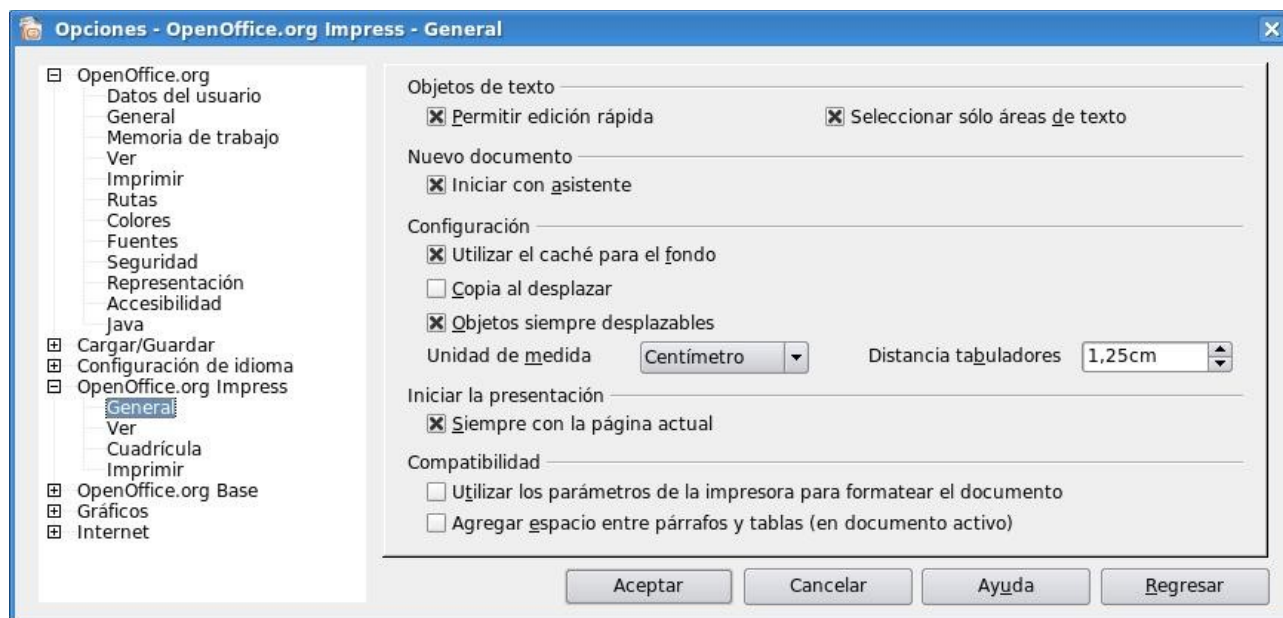 Opciones - OpenOffice.org Impress - General
OpenOffice.org
Datos del usuario
General
Memoria de trabajo
Ver
Imprimir
Rutas
Colores
Fuentes
Seguridad
Representación
Accesibilidad
Java
Cargar/Guardar
Configuración de idioma
OpenOffice.org Impress
General
Ver
Cuadrícula
Imprimir
OpenOffice.org Base
Gráficos
Internet
Objetos de texto
Permitir edición rápida
Seleccionar sólo áreas de texto
Nuevo documento
Iniciar con asistente
Configuración
Utilizar el caché para el fondo
Copia al desplazar
Objetos siempre desplazables
Unidad de medida Centímetro Distancia tabuladores 1,25cm
Iniciar la presentación
Siempre con la página actual
Compatibilidad
Utilizar los parámetros de la impresora para formatear el documento
Agregar espacio entre párrafos y tablas (en documento activo)
Aceptar Cancelar Ayuda Regresar